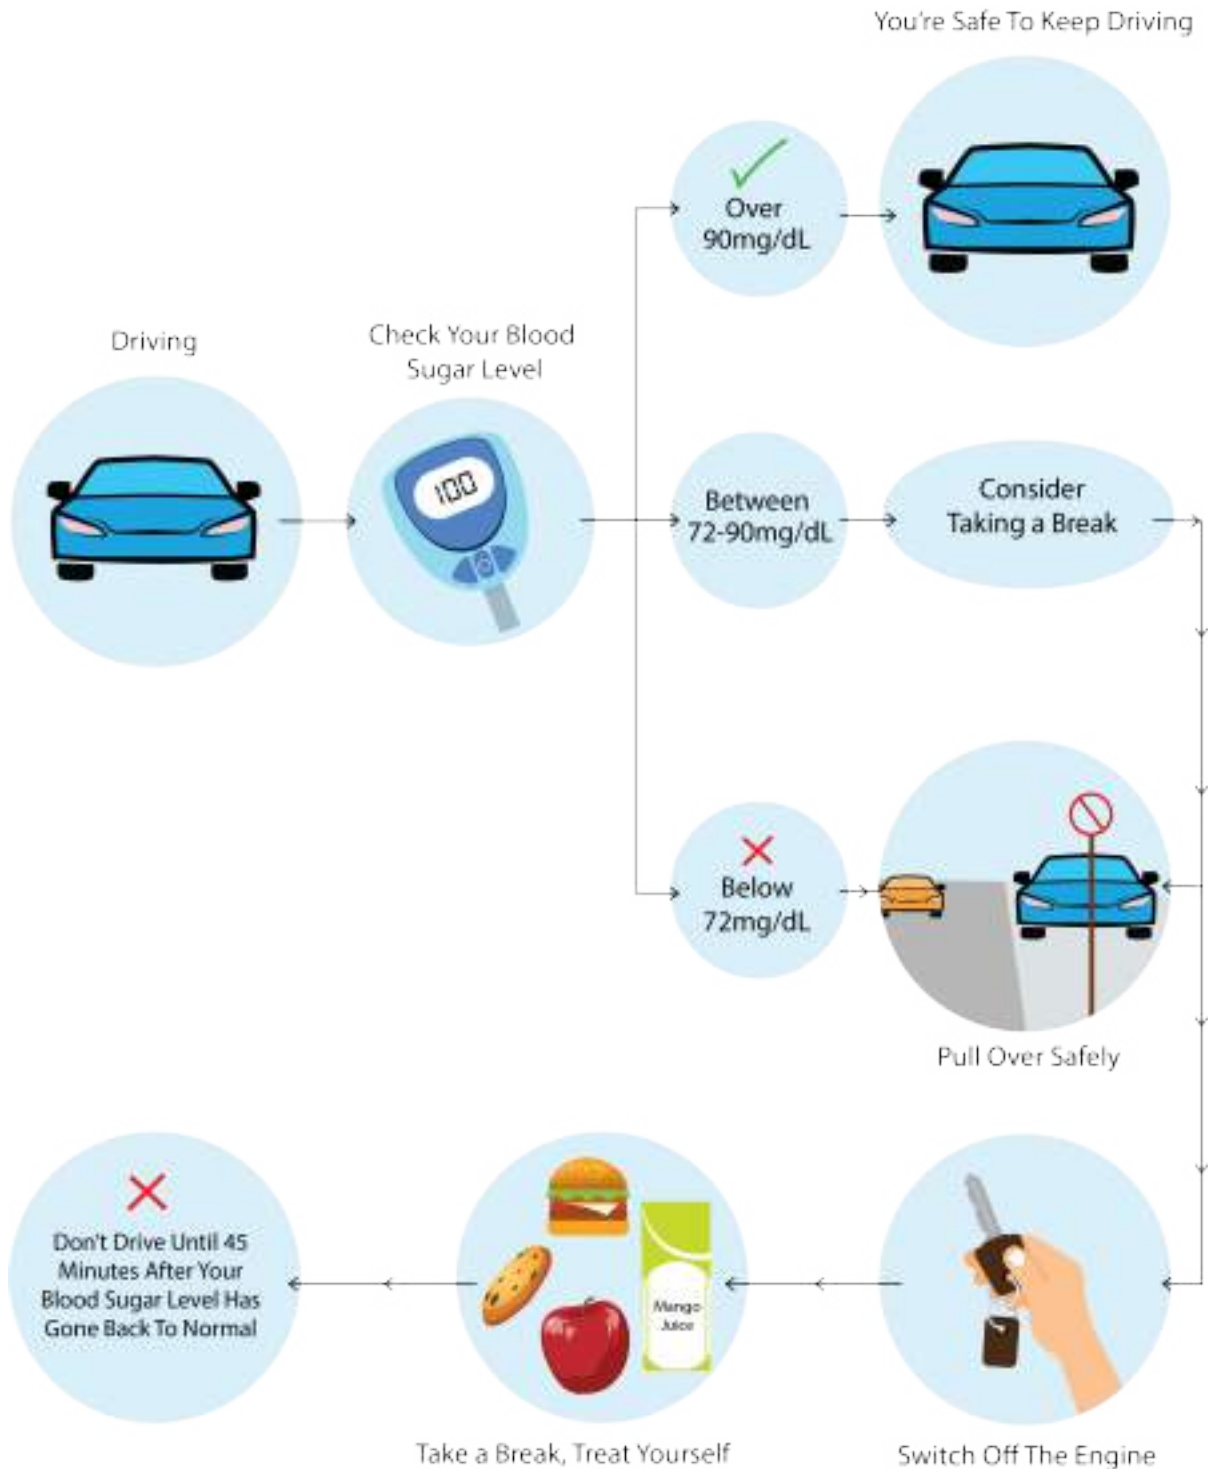 You're Safe To Keep Driving
Over
90mg/dL
Driving
Check Your Blood
Sugar Level
100
Between
72-90mg/dL
Consider
Taking a Break
Below
72mg/dL
Pull Over Safely
Don't Drive Until 45
Minutes After Your
Blood Sugar Level Has
Gone Back To Normal
Mango
Juice
Take a Break, Treat Yourself
Switch Off The Engine